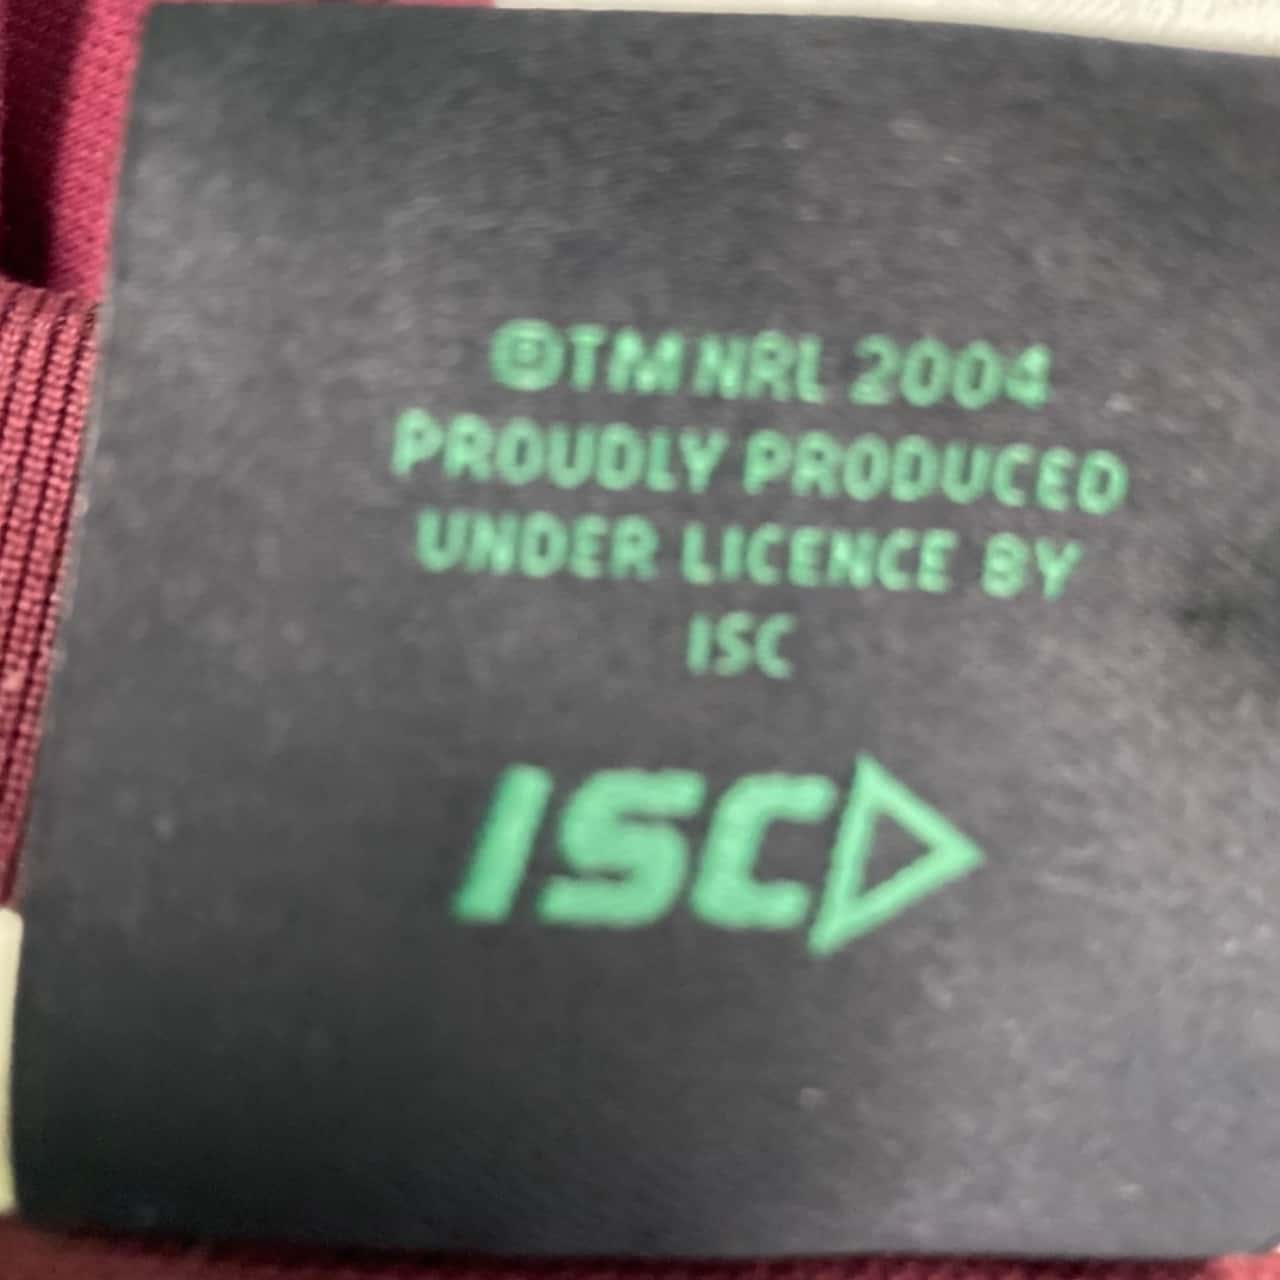 ©TM NRL 2004
PROUDLY PRODUCED
UNDER LICENCE BY
ISC
ISC